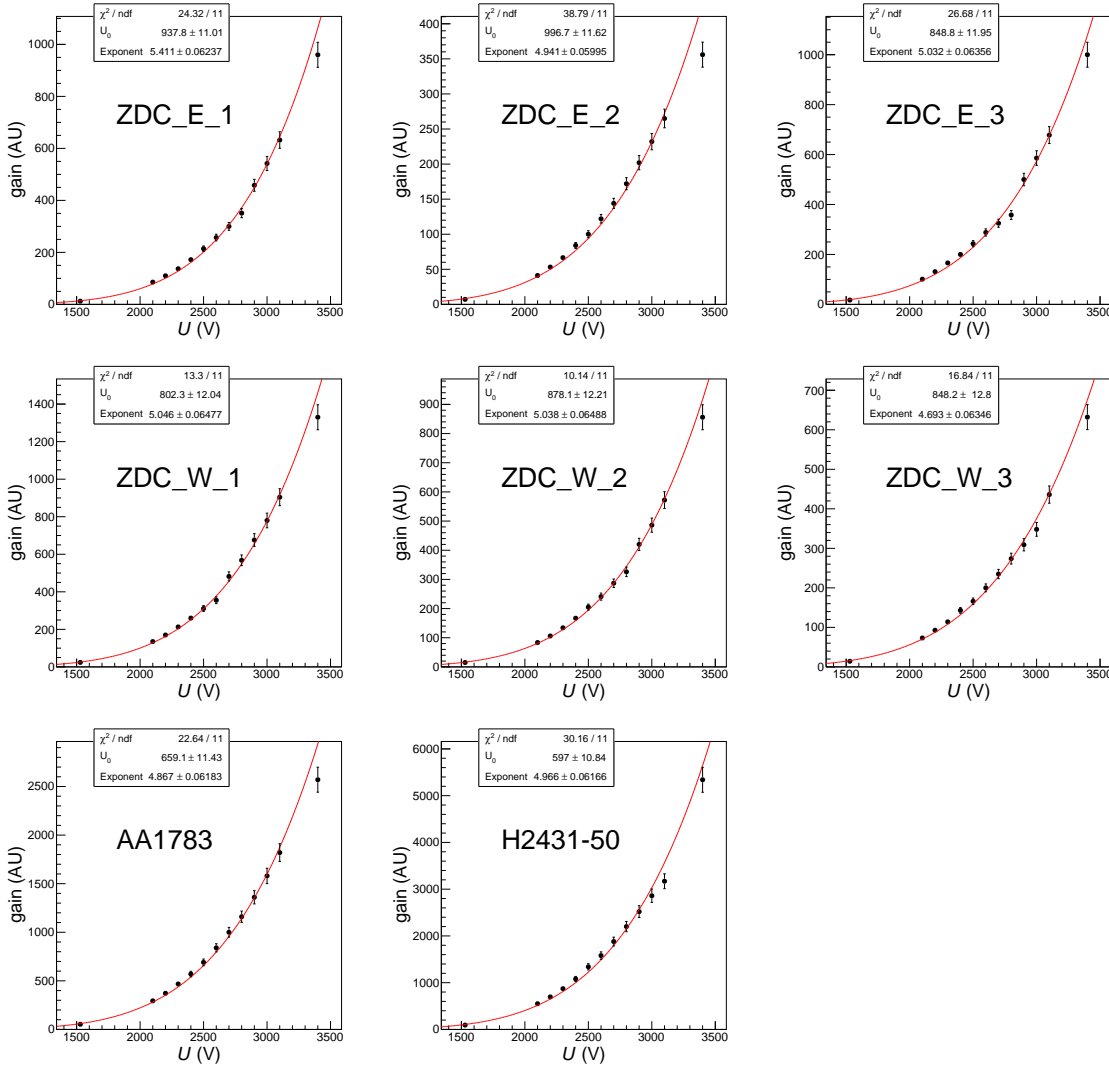 χ² / ndf 24.32 / 11
U₀ 937.8 ± 11.01
Exponent 5.411 ± 0.06237
ZDC_E_1
gain (AU)
1000
800
600
400
200
0
1500 2000 2500 3000 3500
U (V)
χ² / ndf 38.79 / 11
U₀ 996.7 ± 11.62
Exponent 4.941 ± 0.05995
ZDC_E_2
gain (AU)
400
350
300
250
200
150
100
50
0
1500 2000 2500 3000 3500
U (V)
χ² / ndf 26.68 / 11
U₀ 848.8 ± 11.95
Exponent 5.032 ± 0.06356
ZDC_E_3
gain (AU)
1000
800
600
400
200
0
1500 2000 2500 3000 3500
U (V)
χ² / ndf 13.3 / 11
U₀ 802.3 ± 12.04
Exponent 5.046 ± 0.06477
ZDC_W_1
gain (AU)
1400
1200
1000
800
600
400
200
0
1500 2000 2500 3000 3500
U (V)
χ² / ndf 10.14 / 11
U₀ 878.1 ± 12.21
Exponent 5.038 ± 0.06488
ZDC_W_2
gain (AU)
900
800
700
600
500
400
300
200
100
0
1500 2000 2500 3000 3500
U (V)
χ² / ndf 16.84 / 11
U₀ 848.2 ± 12.8
Exponent 4.693 ± 0.06346
ZDC_W_3
gain (AU)
700
600
500
400
300
200
100
0
1500 2000 2500 3000 3500
U (V)
χ² / ndf 22.64 / 11
U₀ 659.1 ± 11.43
Exponent 4.867 ± 0.06183
AA1783
gain (AU)
2500
2000
1500
1000
500
0
1500 2000 2500 3000 3500
U (V)
χ² / ndf 30.16 / 11
U₀ 597 ± 10.84
Exponent 4.966 ± 0.06166
H2431-50
gain (AU)
6000
5000
4000
3000
2000
1000
0
1500 2000 2500 3000 3500
U (V)